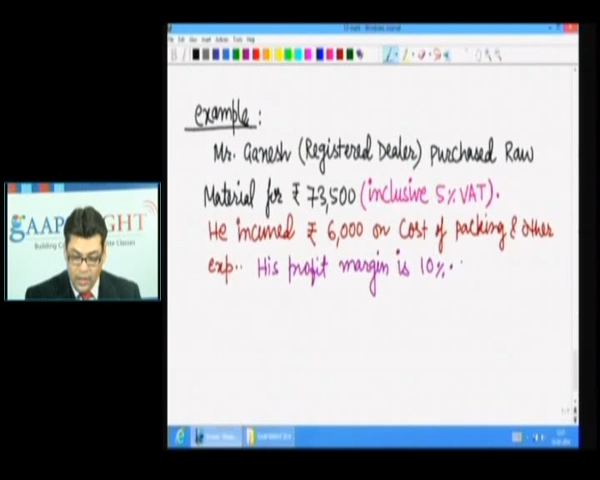 example :
Mr. Ganesh (Registered Dealer) purchased Raw
Material for ₹ 73,500 (inclusive 5% VAT).
He incurred ₹ 6,000 on Cost of packing & other
exp.. His profit margin is 10%.